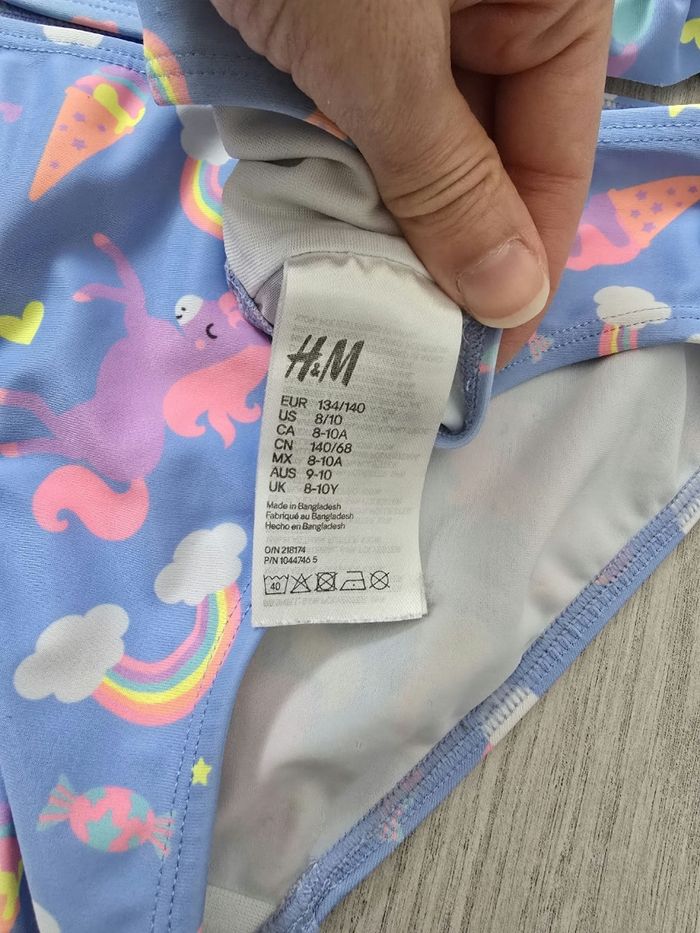 H&M
EUR 134/140
US 8/10
CA 8-10A
CN 140/68
MX 8-10A
AUS 9-10
UK 8-10Y
Made in Bangladesh
Fabriqué au Bangladesh
Hecho en Bangladesh
O/N 218174
P/N 1044746 5
40